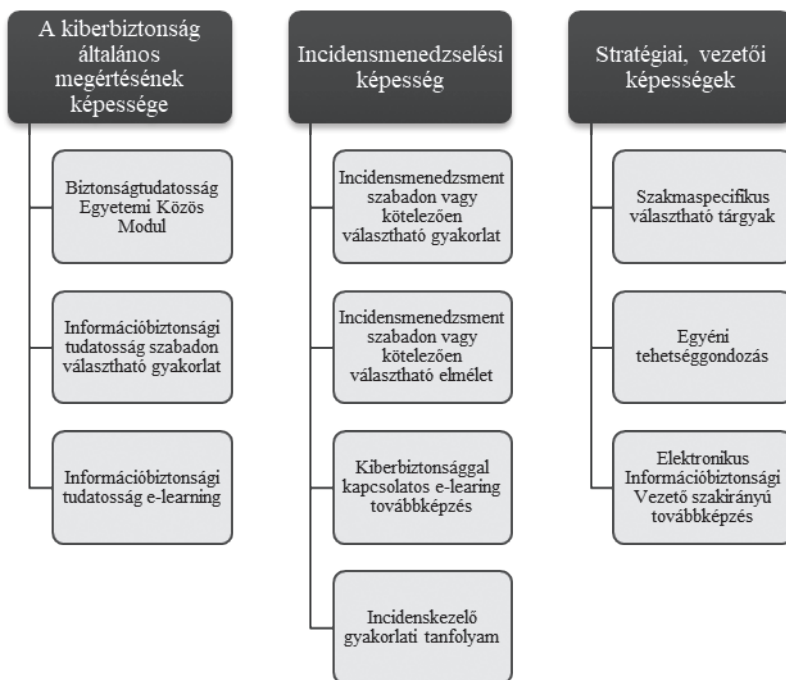 A kiberbiztonság
általános
megértésének
képessége
Biztonságtudatosság
Egyetemi Közös
Modul
Információbiztonsági
tudatosság szabadon
választható gyakorlat
Információbiztonsági
tudatosság e-learning
Incidensmenedzselési
képesség
Incidensmenedzsment
szabadon vagy
kötelezően
választható gyakorlat
Incidensmenedzsment
szabadon vagy
kötelezően
választható elmélet
Kiberbiztonsággal
kapcsolatos e-learing
továbbképzés
Incidenskezelő
gyakorlati tanfolyam
Stratégiai, vezetői
képességek
Szakmaspecifikus
választható tárgyak
Egyéni
tehetséggondozás
Elektronikus
Információbiztonsági
Vezető szakirányú
továbbképzés